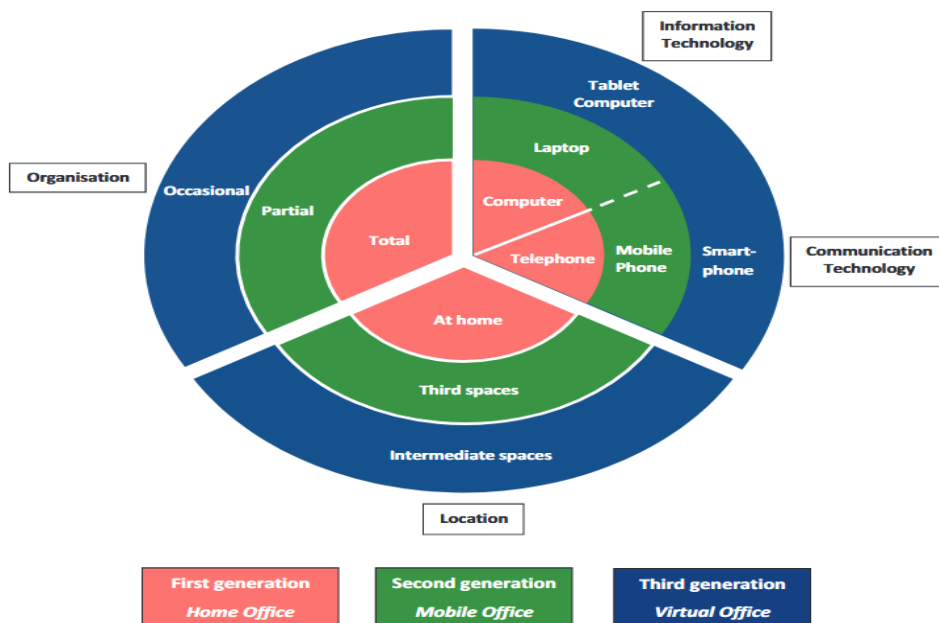 Information
Technology
Tablet
Computer
Laptop
Organisation
Occasional
Partial
Computer
Total
Telephone
Mobile
Phone
Smart-
phone
Communication
Technology
At home
Third spaces
Intermediate spaces
Location
First generation
Home Office
Second generation
Mobile Office
Third generation
Virtual Office